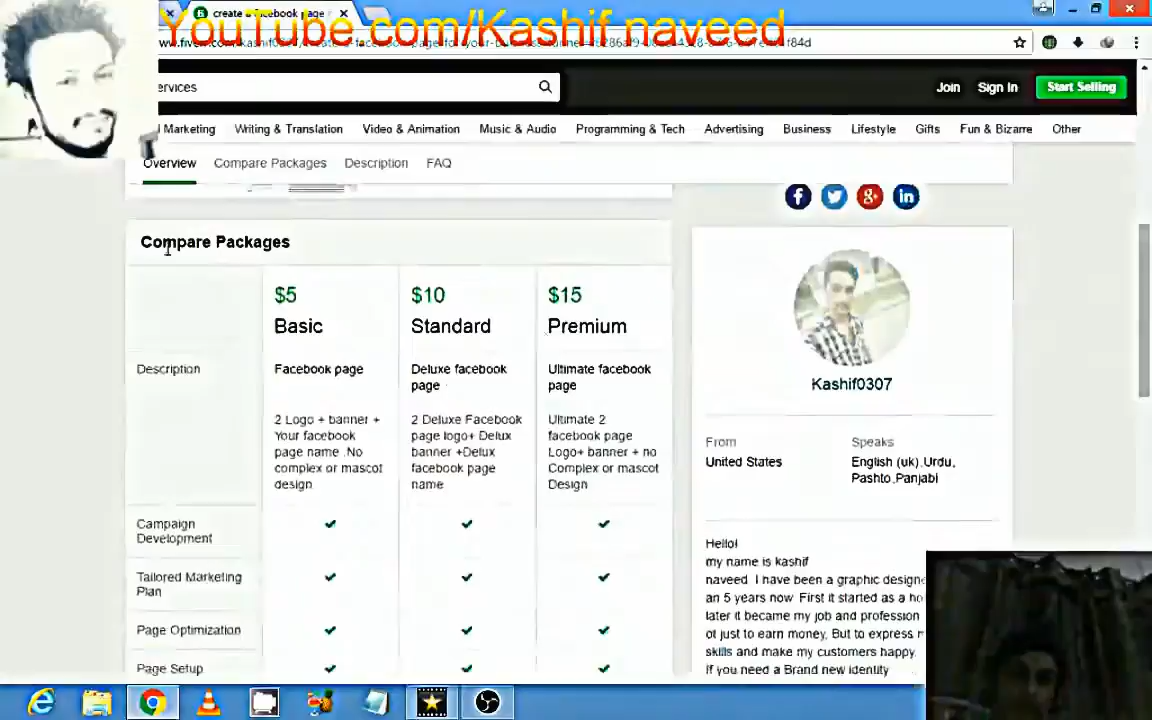 create a facebook page
YouTube com/Kashif naveed
ervices
Join
Sign In
Start Selling
l Marketing
Writing & Translation
Video & Animation
Music & Audio
Programming & Tech
Advertising
Business
Lifestyle
Gifts
Fun & Bizarre
Other
Overview
Compare Packages
Description
FAQ
Compare Packages
$5
$10
$15
Basic
Standard
Premium
Description
Facebook page
Deluxe facebook
page
Ultimate facebook
page
2 Logo + banner +
Your facebook
page name .No
complex or mascot
design
2 Deluxe Facebook
page logo+ Delux
banner +Delux
facebook page
name
Ultimate 2
facebook page
Logo+ banner + no
Complex or mascot
Design
Campaign
Development
Tailored Marketing
Plan
Page Optimization
Page Setup
Kashif0307
From
United States
Speaks
English (uk),Urdu,
Pashto,Panjabi
Hello!
my name is kashif
naveed. I have been a graphic design
an 5 years now. First it started as a ho
later it became my job and profession
ot just to earn money, But to express
skills and make my customers happy.
If you need a Brand new identity